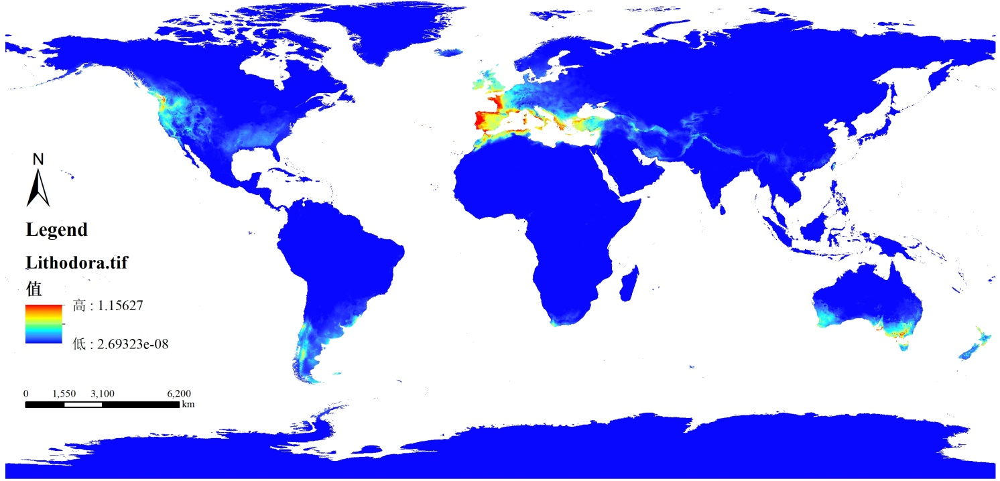 N
Legend
Lithodora.tif
值
高 : 1.15627
低 : 2.69323e-08
0 1,550 3,100 6,200
km